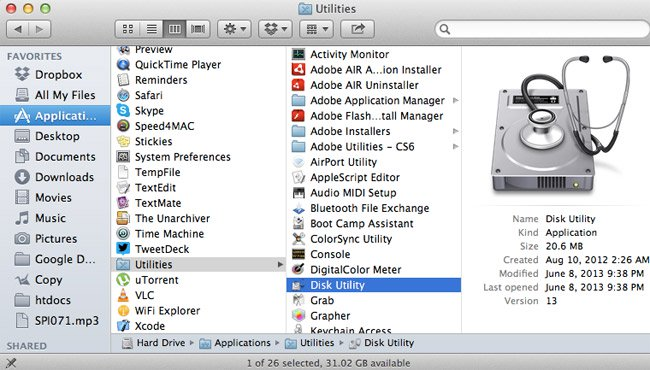 Utilities
FAVORITES
Dropbox
All My Files
Applicati...
Desktop
Documents
Downloads
Movies
Music
Pictures
Google D...
Copy
htdocs
SPI071.mp3
SHARED
Preview
QuickTime Player
Reminders
Safari
Skype
Speed4MAC
Stickies
System Preferences
TempFile
TextEdit
TextMate
The Unarchiver
Time Machine
TweetDeck
Utilities
uTorrent
VLC
WiFi Explorer
Xcode
Activity Monitor
Adobe AIR A...ion Installer
Adobe AIR Uninstaller
Adobe Application Manager
Adobe Flash...tall Manager
Adobe Installers
Adobe Utilities - CS6
AirPort Utility
AppleScript Editor
Audio MIDI Setup
Bluetooth File Exchange
Boot Camp Assistant
ColorSync Utility
Console
DigitalColor Meter
Disk Utility
Grab
Grapher
Keychain Access
Name Disk Utility
Kind Application
Size 20.6 MB
Created Aug 10, 2012 2:26 AM
Modified June 8, 2013 9:38 PM
Last opened June 8, 2013 9:38 PM
Version 13
Hard Drive Applications Utilities Disk Utility
1 of 26 selected, 31.02 GB available